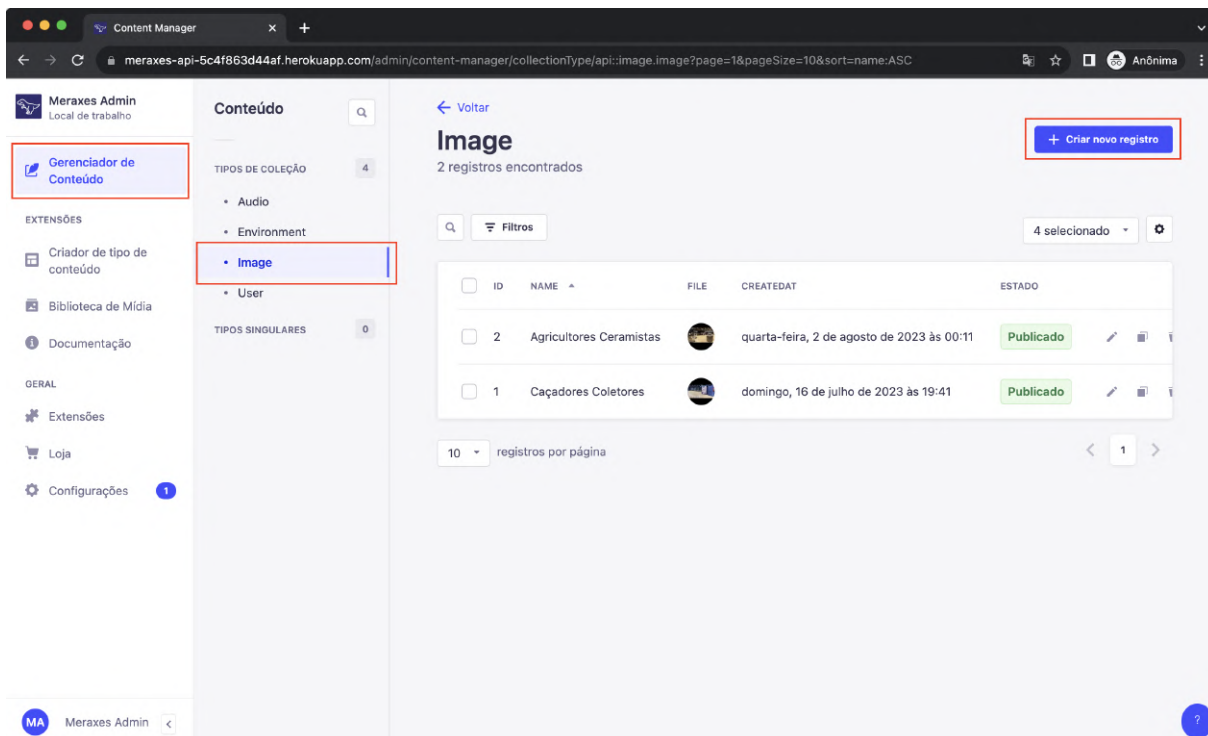 Content Manager
meraxes-api-5c4f863d44af.herokuapp.com/admin/content-manager/collectionType/api::image.image?page=1&pageSize=10&sort=name:ASC
Anônima
Meraxes Admin
Local de trabalho
Gerenciador de
Conteúdo
EXTENSÕES
Criador de tipo de
conteúdo
Biblioteca de Mídia
Documentação
GERAL
Extensões
Loja
Configurações 1
MA Meraxes Admin
Conteúdo
TIPOS DE COLEÇÃO 4
Audio
Environment
Image
User
TIPOS SINGULARES 0
Voltar
Image
2 registros encontrados
+ Criar novo registro
Filtros
4 selecionado
ID NAME FILE CREATEDAT ESTADO
2 Agricultores Ceramistas quarta-feira, 2 de agosto de 2023 às 00:11 Publicado
1 Caçadores Coletores domingo, 16 de julho de 2023 às 19:41 Publicado
10 registros por página
1
?